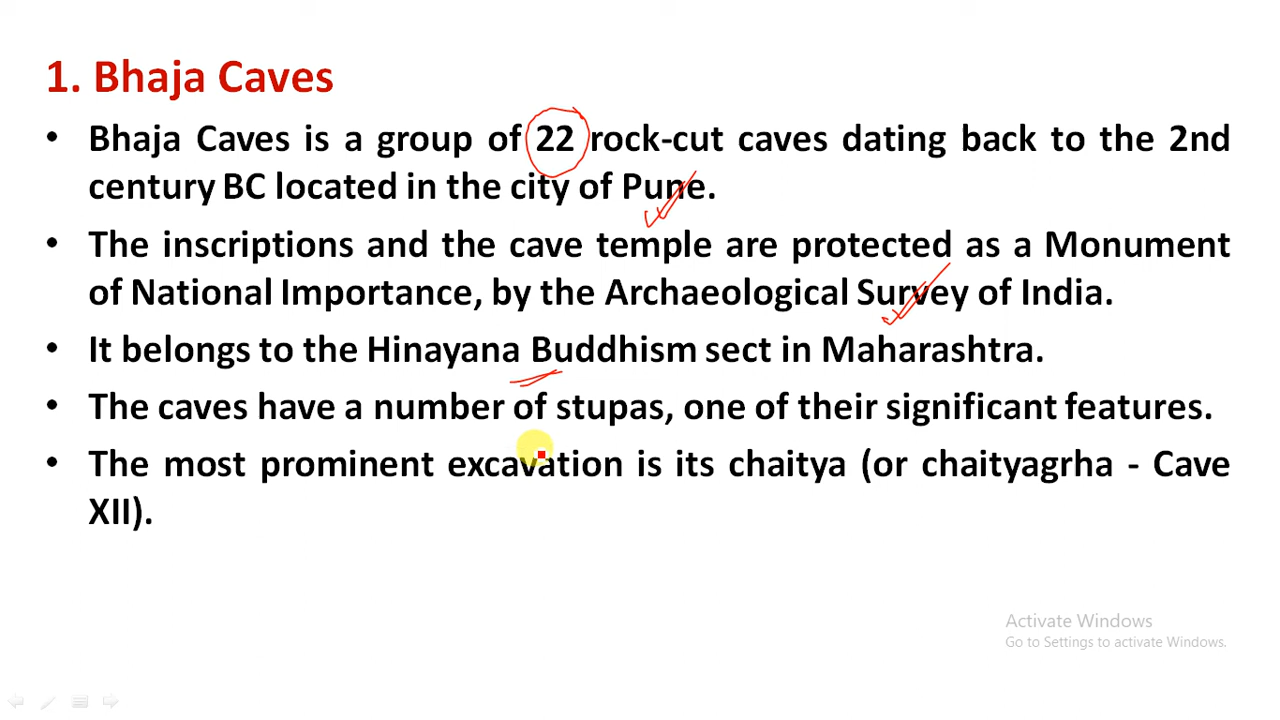 1. Bhaja Caves
• Bhaja Caves is a group of 22 rock-cut caves dating back to the 2nd
century BC located in the city of Pune.
• The inscriptions and the cave temple are protected as a Monument
of National Importance, by the Archaeological Survey of India.
• It belongs to the Hinayana Buddhism sect in Maharashtra.
• The caves have a number of stupas, one of their significant features.
• The most prominent excavation is its chaitya (or chaityagrha - Cave
XII).
Activate Windows
Go to Settings to activate Windows.